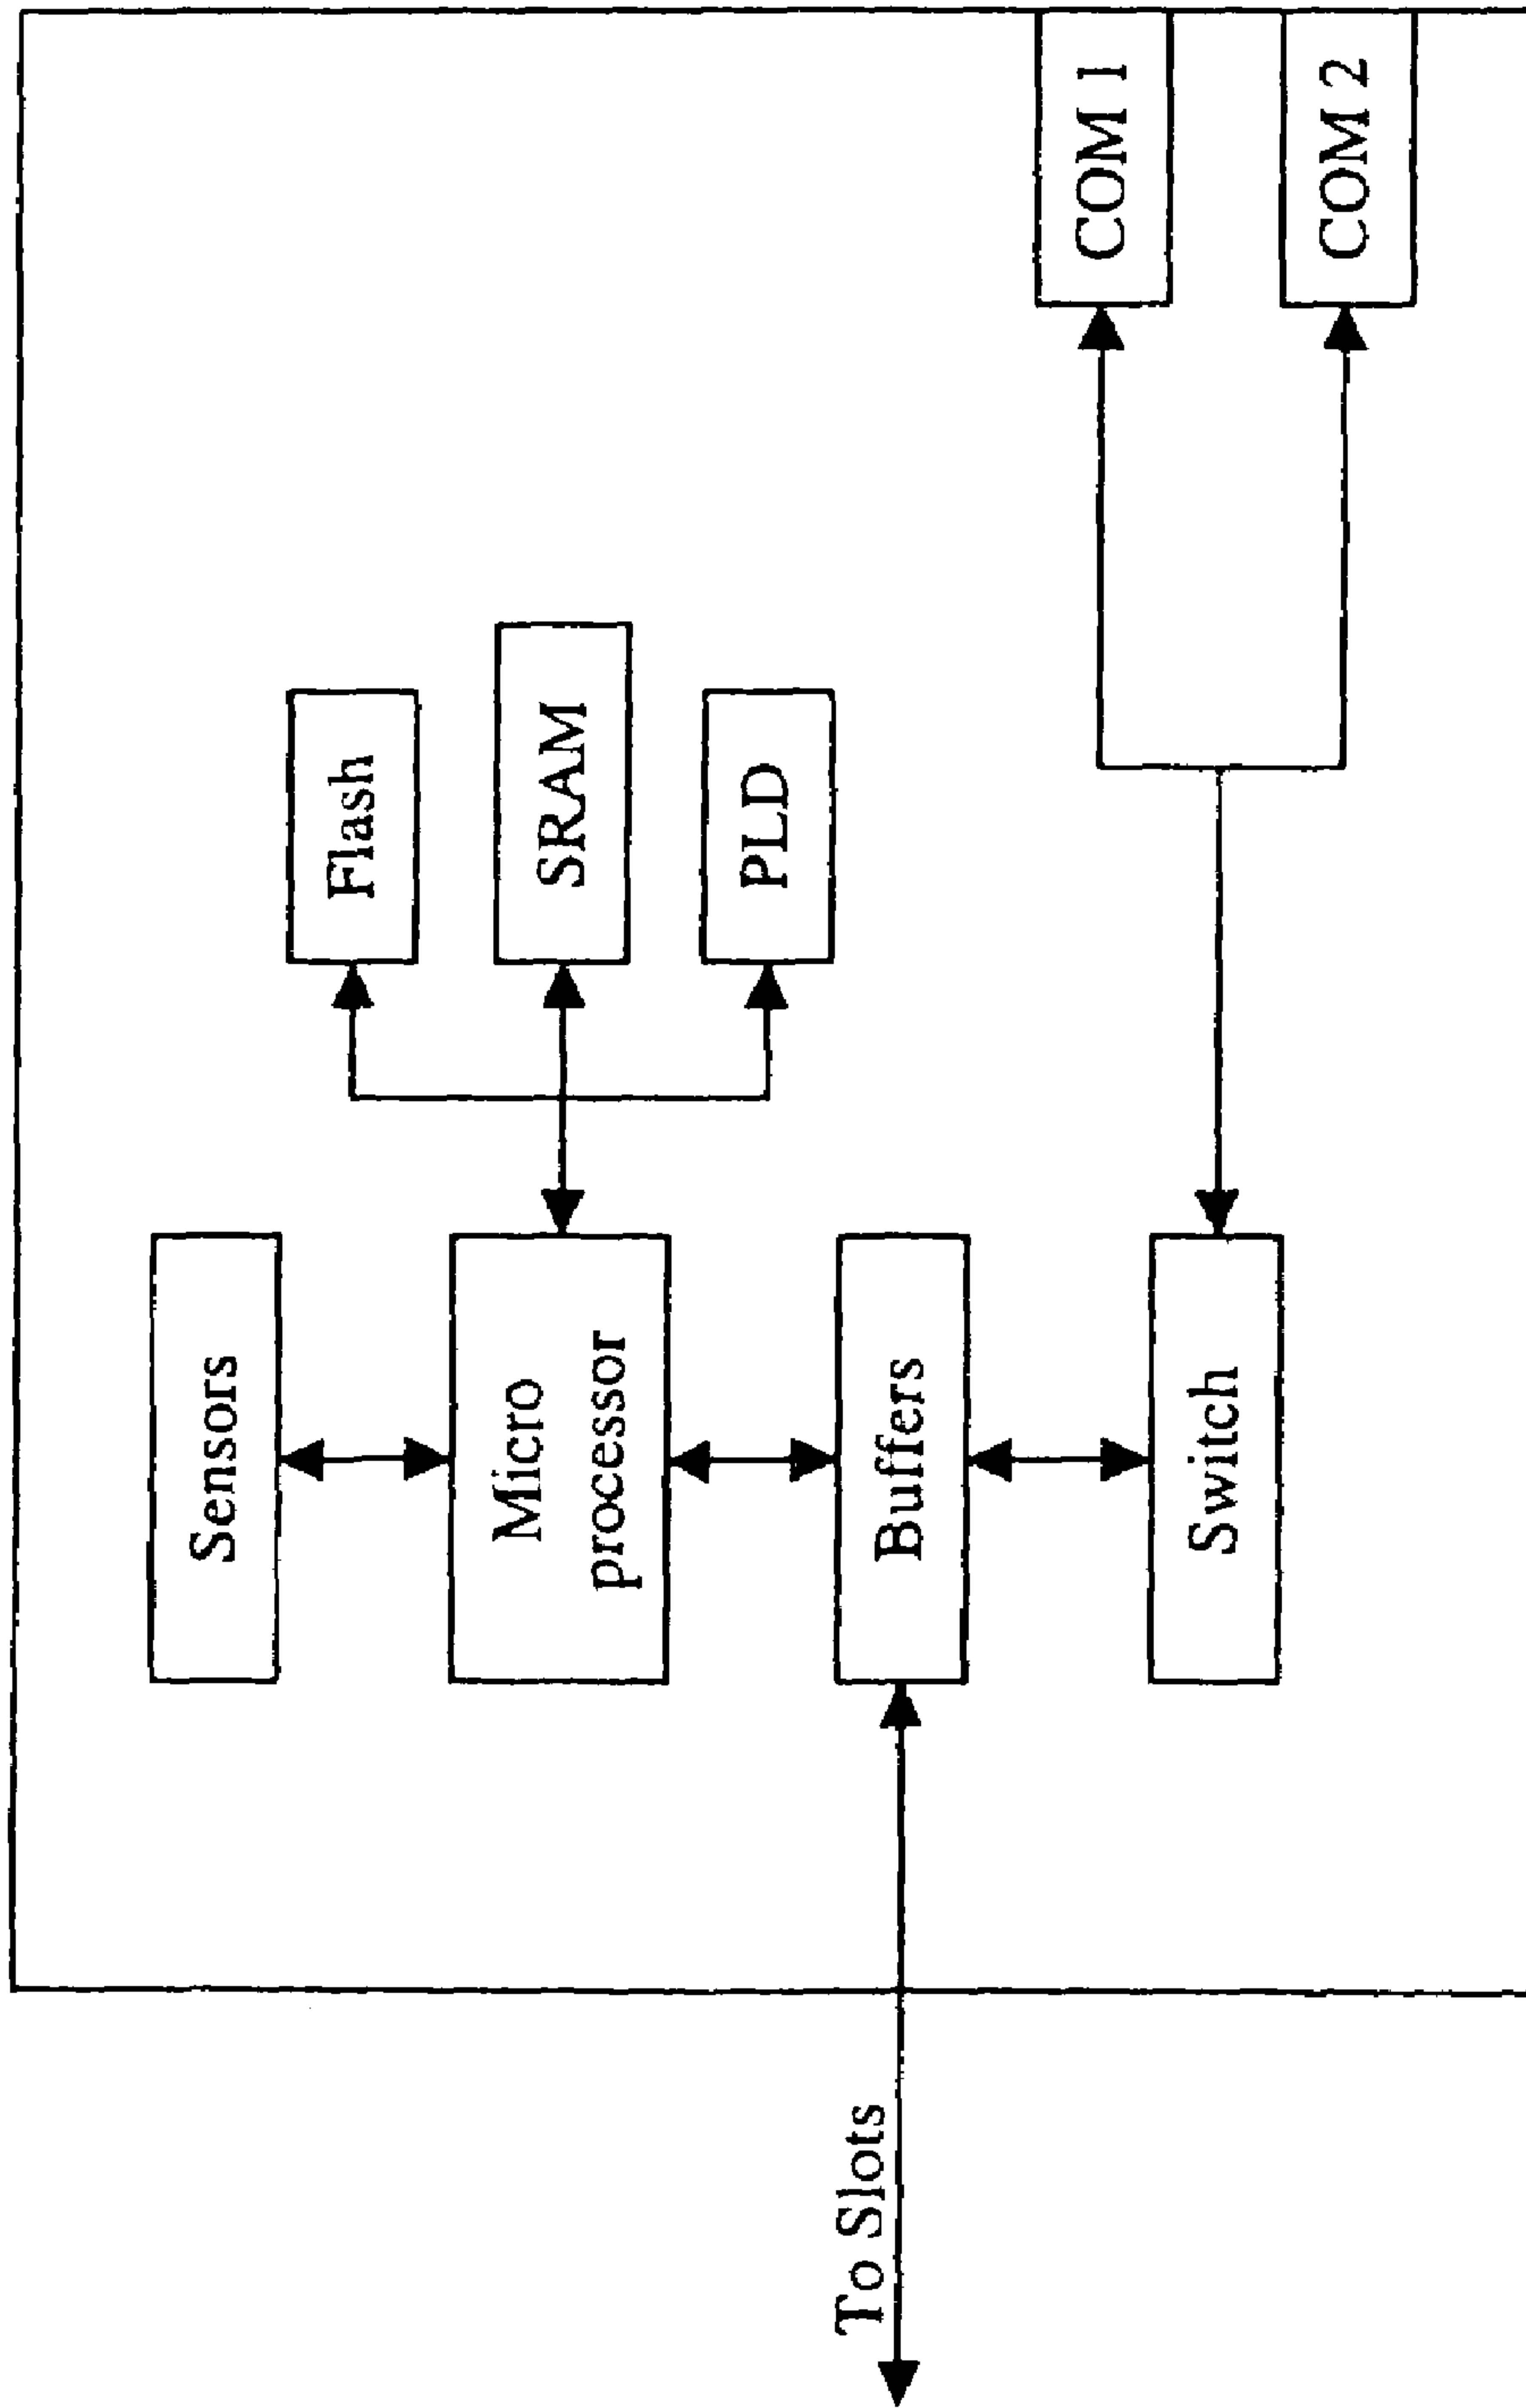 Sensors
Micro
processor
Flash
SRAM
PLD
To Slots
Buffers
Switch
COM 1
COM 2